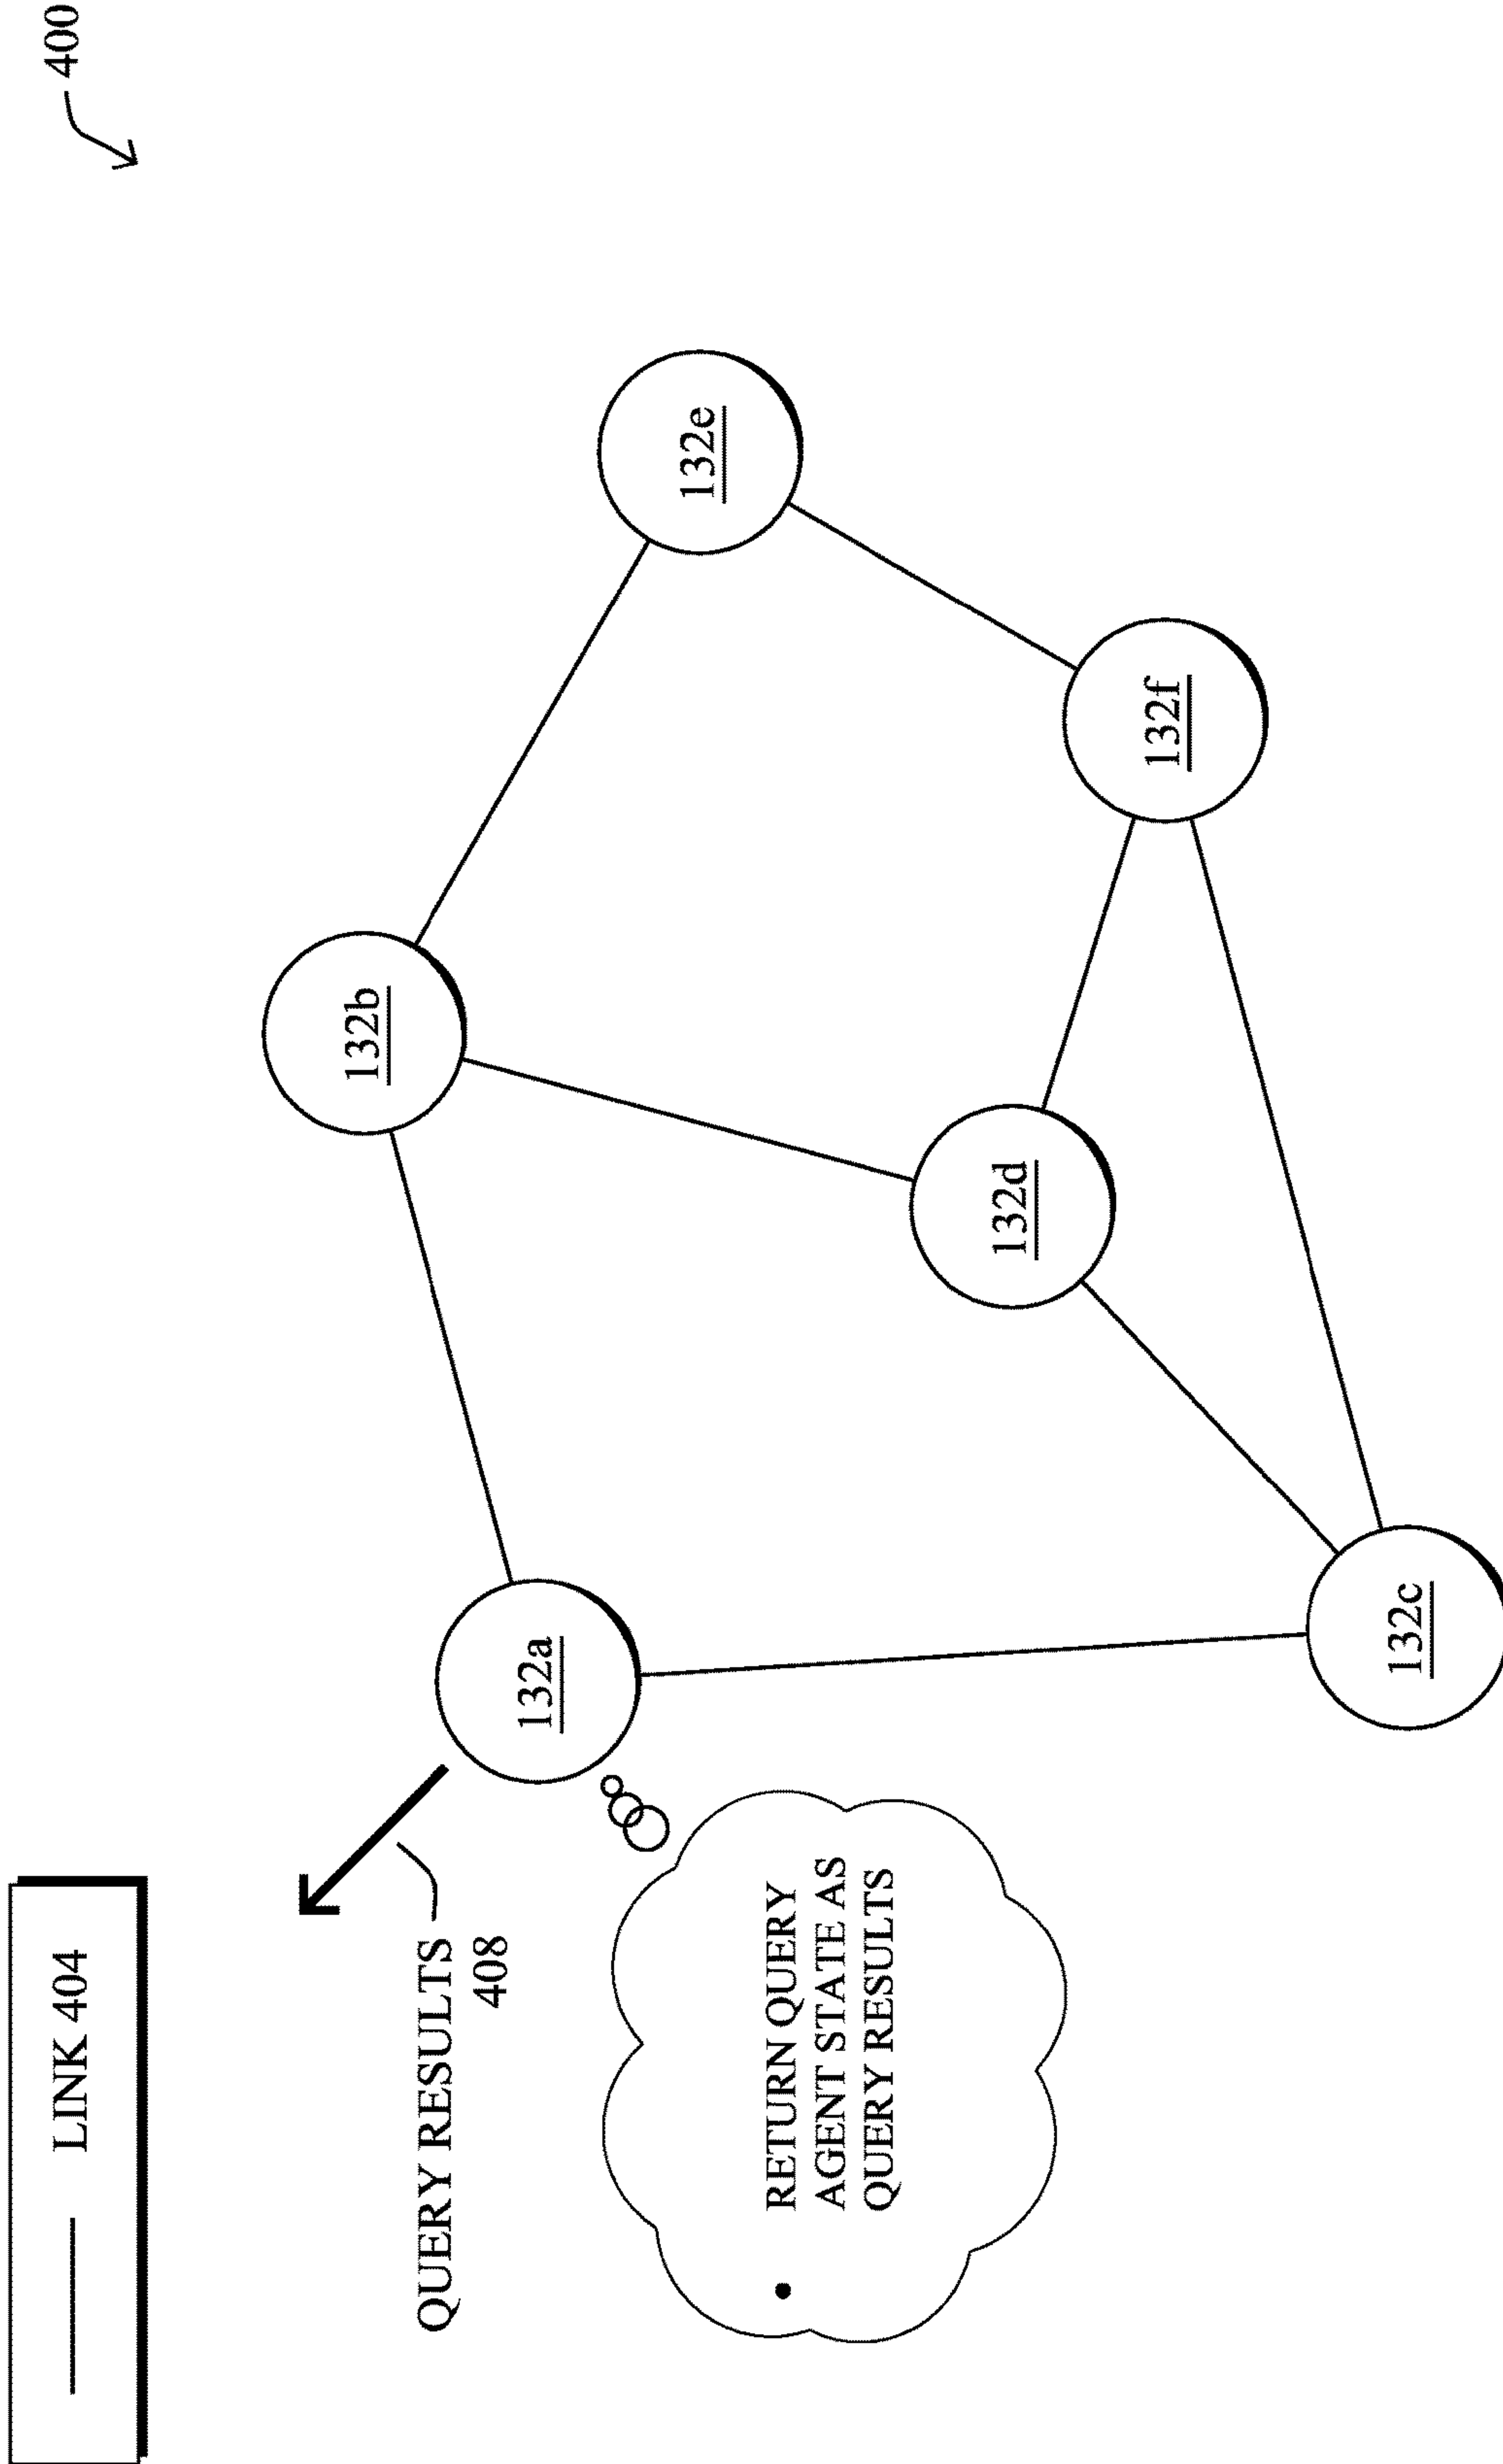 400
LINK 404
QUERY RESULTS
408
• RETURN QUERY
AGENT STATE AS
QUERY RESULTS
132a
132b
132c
132d
132e
132f